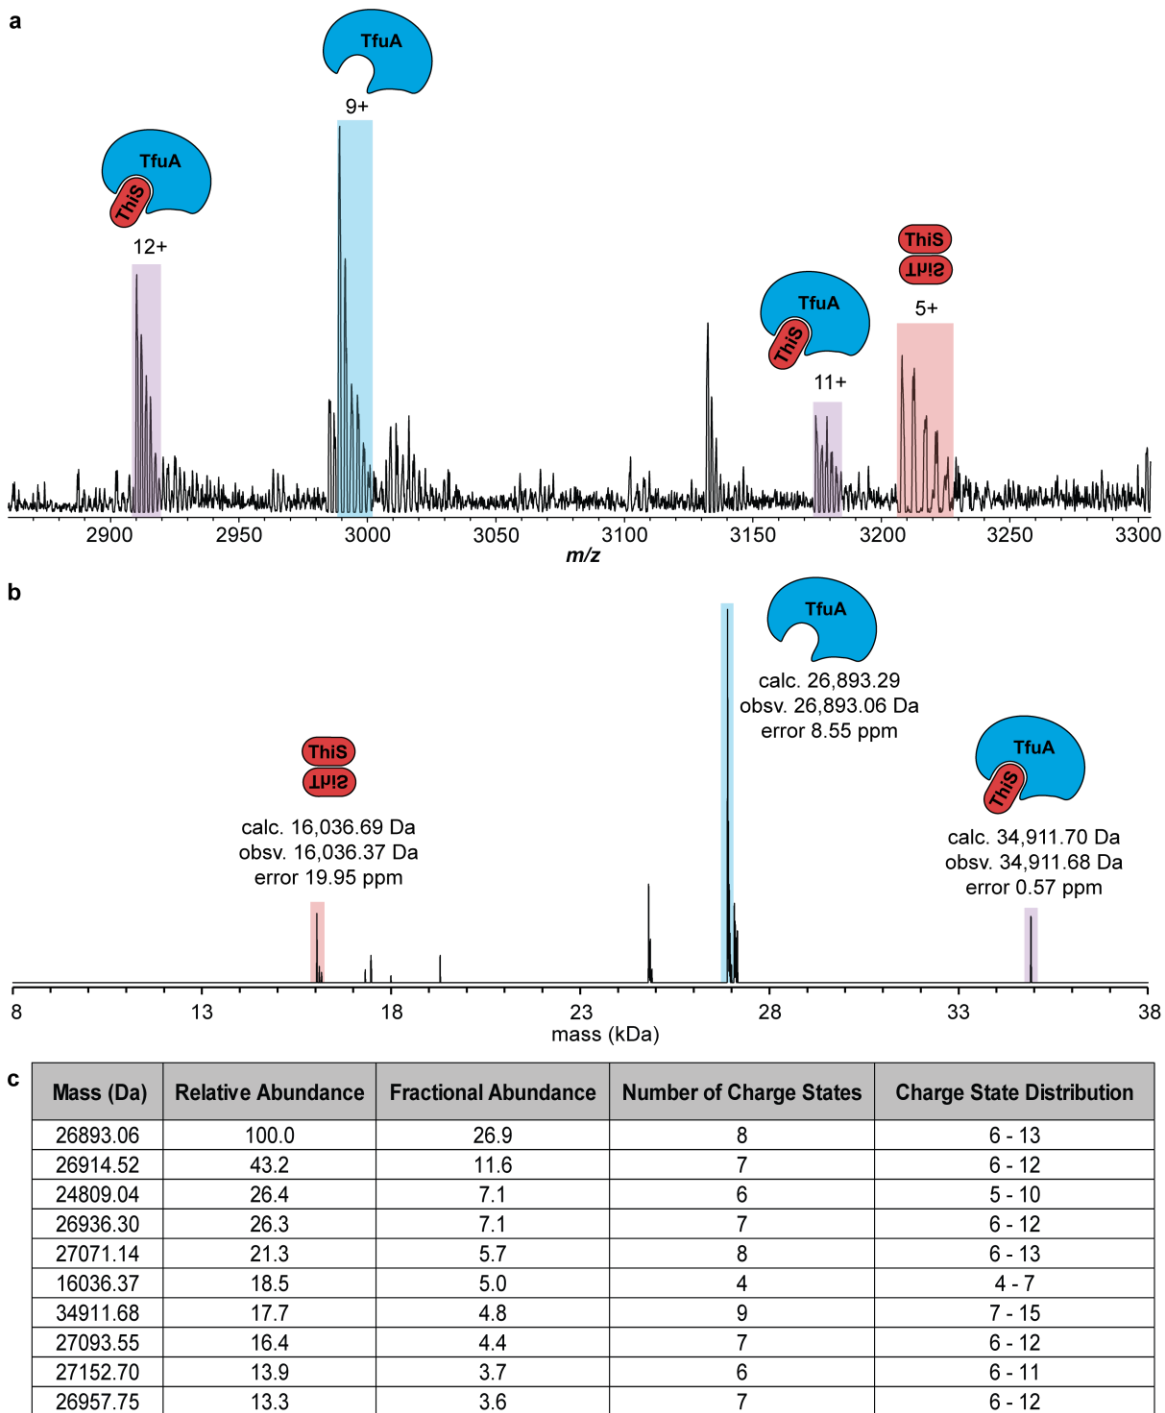 a
TfuA
9+
TfuA
ThiS
12+
ThiS
ThiS
5+
TfuA
ThiS
11+
2900 2950 3000 3050 3100 3150 3200 3250 3300
m/z
b
TfuA
calc. 26,893.29
obsv. 26,893.06 Da
error 8.55 ppm
TfuA
ThiS
calc. 34,911.70 Da
obsv. 34,911.68 Da
error 0.57 ppm
ThiS
ThiS
calc. 16,036.69 Da
obsv. 16,036.37 Da
error 19.95 ppm
8 13 18 23 28 33 38
mass (kDa)
c
Mass (Da) Relative Abundance Fractional Abundance Number of Charge States Charge State Distribution
26893.06 100.0 26.9 8 6 - 13
26914.52 43.2 11.6 7 6 - 12
24809.04 26.4 7.1 6 5 - 10
26936.30 26.3 7.1 7 6 - 12
27071.14 21.3 5.7 8 6 - 13
16036.37 18.5 5.0 4 4 - 7
34911.68 17.7 4.8 9 7 - 15
27093.55 16.4 4.4 7 6 - 12
27152.70 13.9 3.7 6 6 - 11
26957.75 13.3 3.6 7 6 - 12